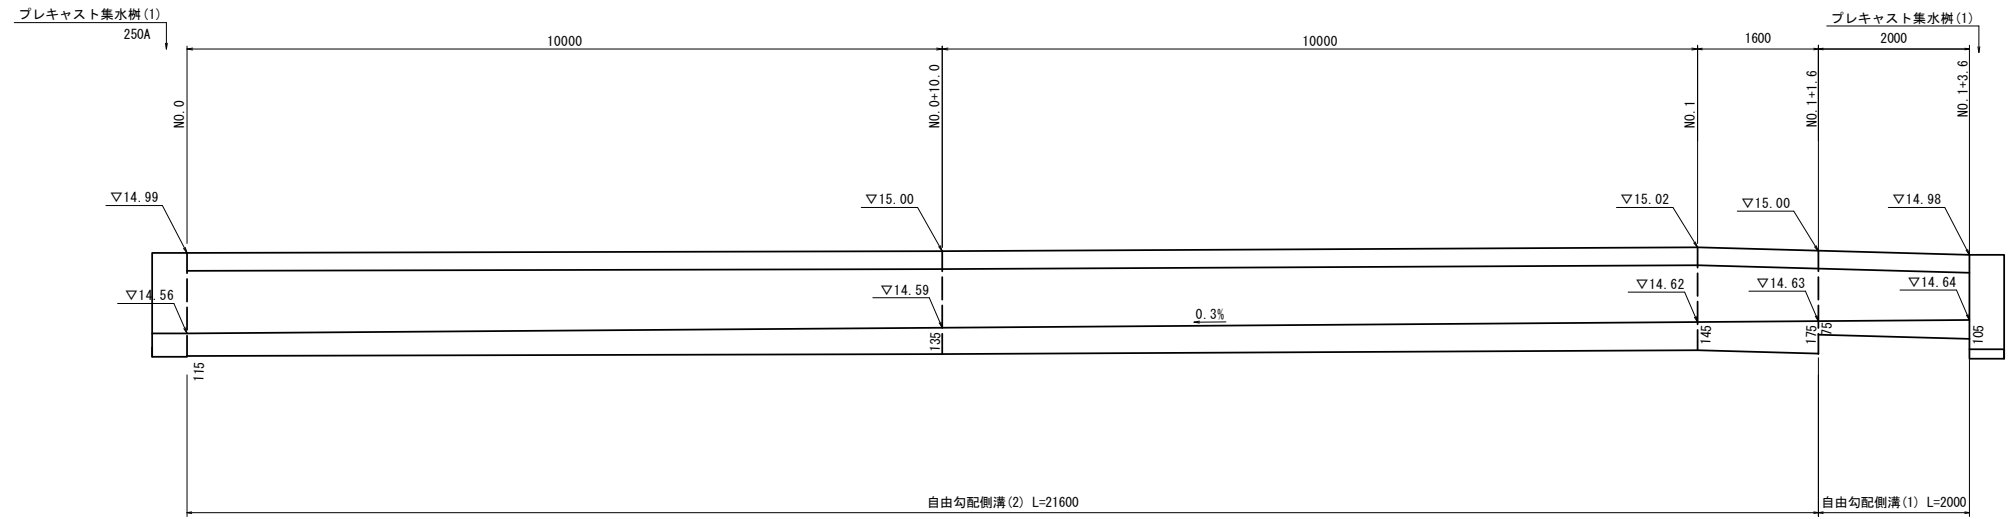 プレキャスト集水桝(1)
250A
プレキャスト集水桝(1)
10000
10000
1600
2000
NO.0
NO.0+10.0
NO.1
NO.1+1.6
NO.1+3.6
▽14.99
▽15.00
▽15.02
▽15.00
▽14.98
▽14.56
▽14.59
▽14.62
▽14.63
▽14.64
0.3%
115
135
145
175
75
105
自由勾配側溝(2) L=21600
自由勾配側溝(1) L=2000